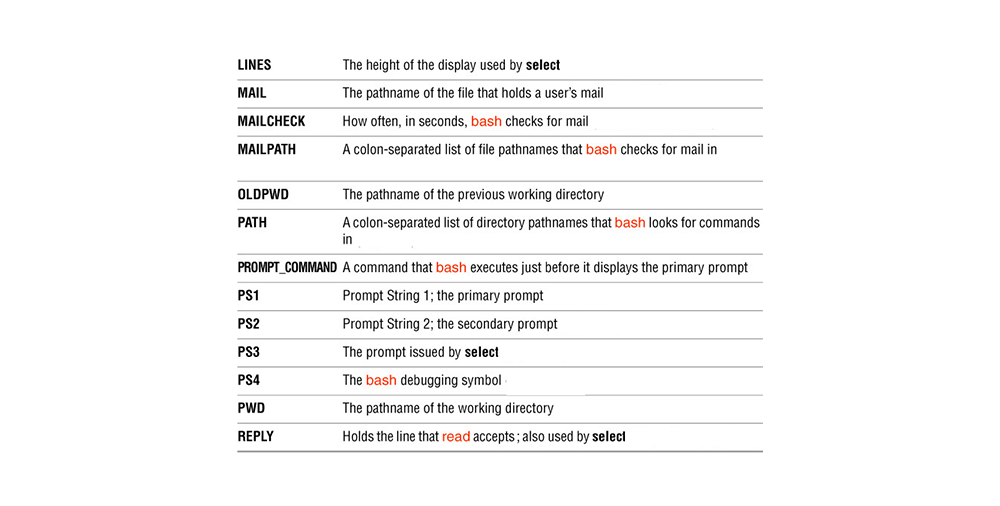 LINES The height of the display used by select
MAIL The pathname of the file that holds a user's mail
MAILCHECK How often, in seconds, bash checks for mail
MAILPATH A colon-separated list of file pathnames that bash checks for mail in
OLDPWD The pathname of the previous working directory
PATH A colon-separated list of directory pathnames that bash looks for commands
in
PROMPT_COMMAND A command that bash executes just before it displays the primary prompt
PS1 Prompt String 1; the primary prompt
PS2 Prompt String 2; the secondary prompt
PS3 The prompt issued by select
PS4 The bash debugging symbol
PWD The pathname of the working directory
REPLY Holds the line that read accepts; also used by select